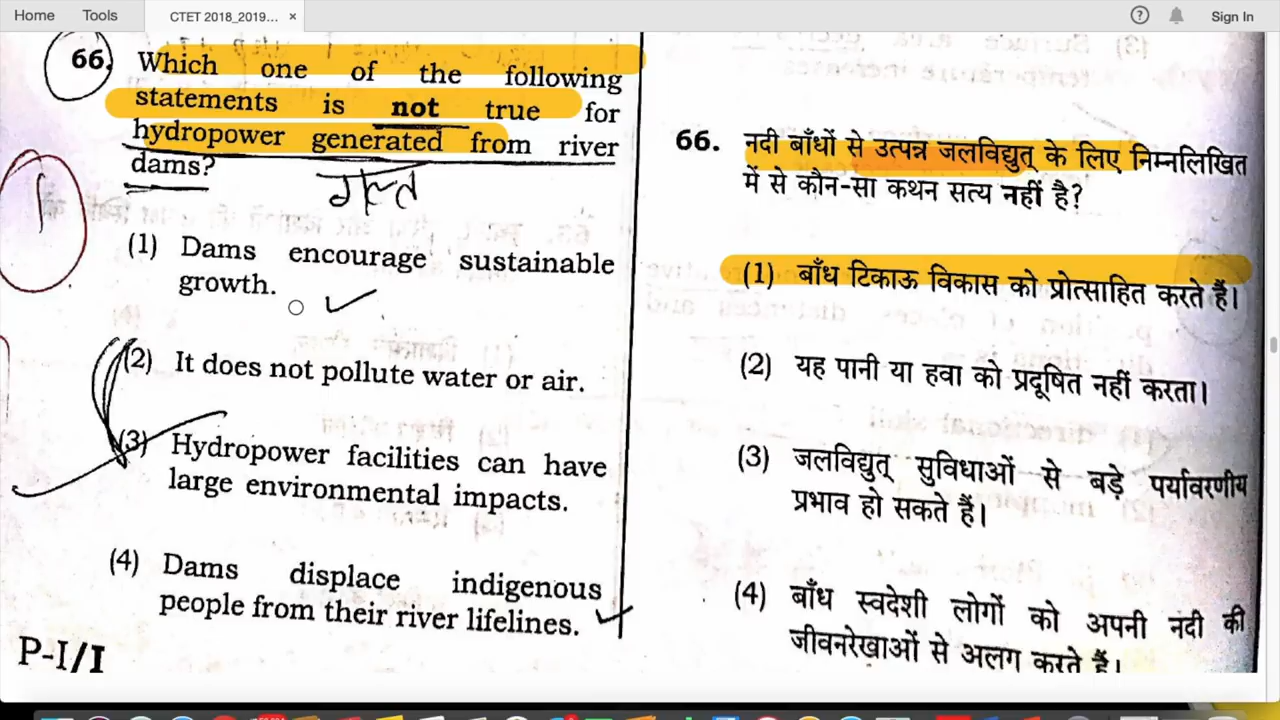 Home Tools CTET 2018_2019... × Sign In
66. Which one of the following
statements is not true for
hydropower generated from river
dams?
गलत
1
(1) Dams encourage sustainable
growth.
(2) It does not pollute water or air.
(3) Hydropower facilities can have
large environmental impacts.
(4) Dams displace indigenous
people from their river lifelines.
P-I/I
66. नदी बाँधों से उत्पन्न जलविद्युत् के लिए निम्नलिखित
में से कौन-सा कथन सत्य नहीं है?
(1) बाँध टिकाऊ विकास को प्रोत्साहित करते हैं।
(2) यह पानी या हवा को प्रदूषित नहीं करता।
(3) जलविद्युत् सुविधाओं से बड़े पर्यावरणीय
प्रभाव हो सकते हैं।
(4) बाँध स्वदेशी लोगों को अपनी नदी की
जीवनरेखाओं से अलग करते हैं।